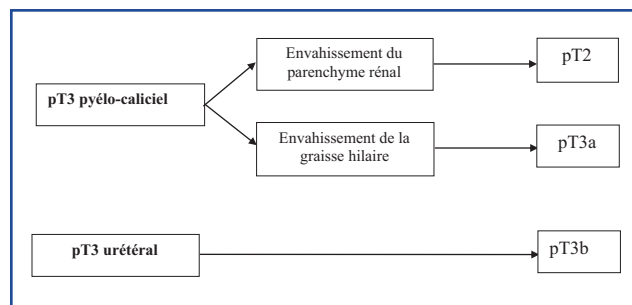 Envahissement du
parenchyme rénal
pT2
pT3 pyélo-caliciel
Envahissement de la
graisse hilaire
pT3a
pT3 urétéral
pT3b